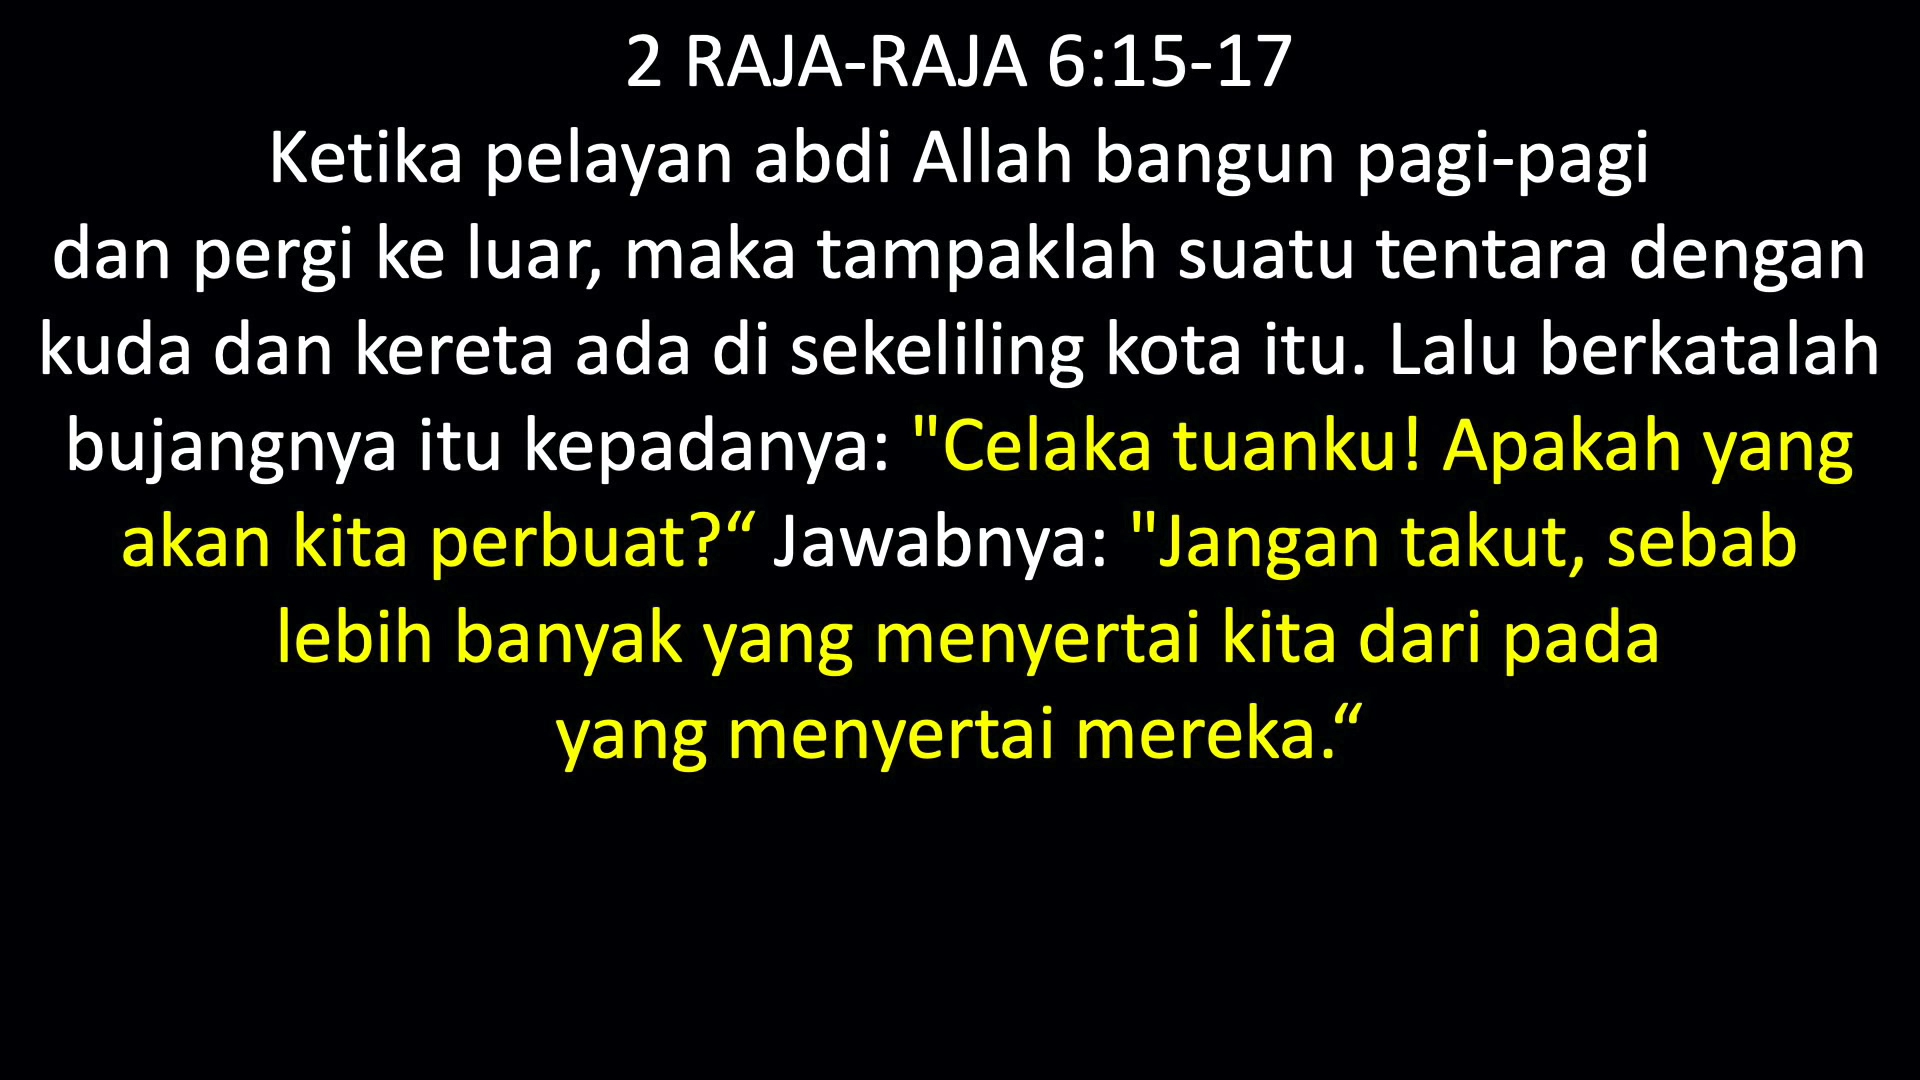 2 RAJA-RAJA 6:15-17
Ketika pelayan abdi Allah bangun pagi-pagi
dan pergi ke luar, maka tampaklah suatu tentara dengan
kuda dan kereta ada di sekeliling kota itu. Lalu berkatalah
bujangnya itu kepadanya: "Celaka tuanku! Apakah yang
akan kita perbuat?“ Jawabnya: "Jangan takut, sebab
lebih banyak yang menyertai kita dari pada
yang menyertai mereka.“